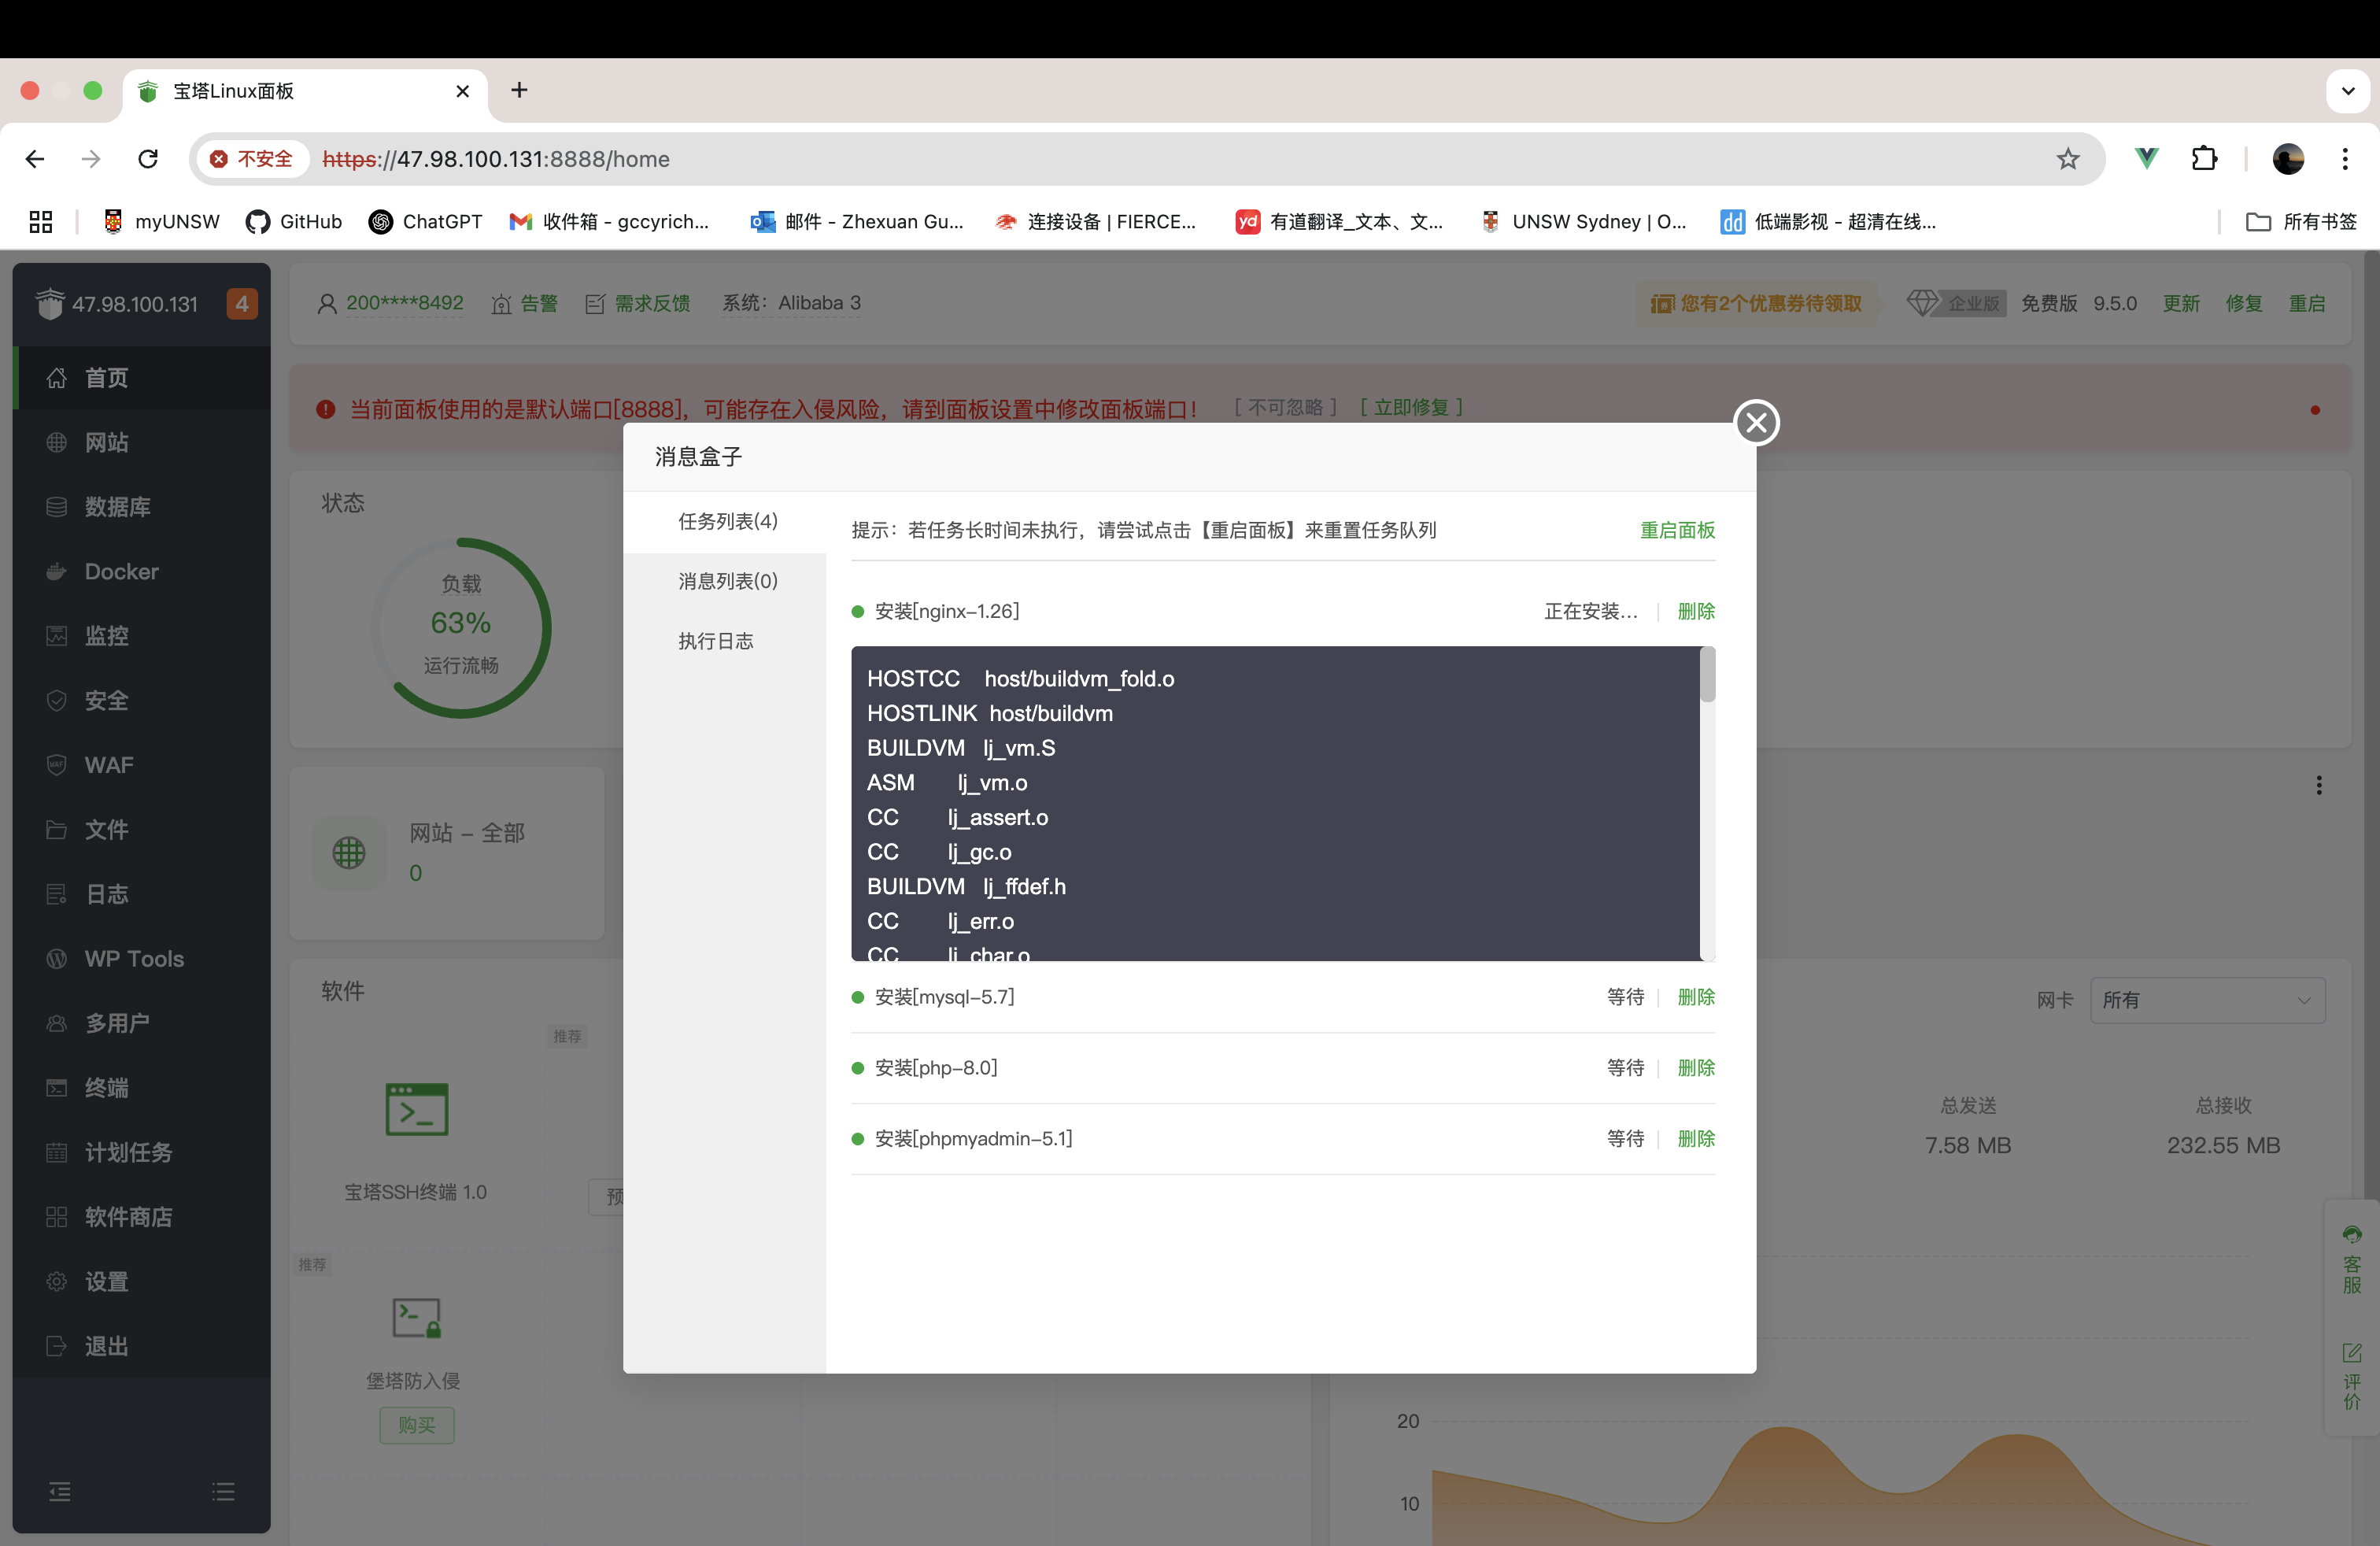 宝塔Linux面板
不安全 https://47.98.100.131:8888/home
myUNSW GitHub ChatGPT 收件箱 - gccyrich... 邮件 - Zhexuan Gu... 连接设备 | FIERCE... 有道翻译_文本、文... UNSW Sydney | O... 低端影视 - 超清在线... 所有书签
47.98.100.131 4
首页
网站
数据库
Docker
监控
安全
WAF
文件
日志
WP Tools
多用户
终端
计划任务
软件商店
设置
退出
200****8492 告警 需求反馈 系统：Alibaba 3 您有2个优惠券待领取 企业版 免费版 9.5.0 更新 修复 重启
当前面板使用的是默认端口[8888]，可能存在入侵风险，请到面板设置中修改面板端口！ [ 不可忽略 ] [ 立即修复 ]
状态
负载
63%
运行流畅
网站 - 全部
0
软件
推荐
宝塔SSH终端 1.0
预
推荐
堡塔防入侵
购买
消息盒子
任务列表(4)
消息列表(0)
执行日志
提示：若任务长时间未执行，请尝试点击【重启面板】来重置任务队列 重启面板
安装[nginx-1.26] 正在安装... 删除
HOSTCC host/buildvm_fold.o
HOSTLINK host/buildvm
BUILDVM lj_vm.S
ASM lj_vm.o
CC lj_assert.o
CC lj_gc.o
BUILDVM lj_ffdef.h
CC lj_err.o
CC lj_char.o
安装[mysql-5.7] 等待 删除
安装[php-8.0] 等待 删除
安装[phpmyadmin-5.1] 等待 删除
网卡 所有
总发送 总接收
7.58 MB 232.55 MB
20
10
客服
评价